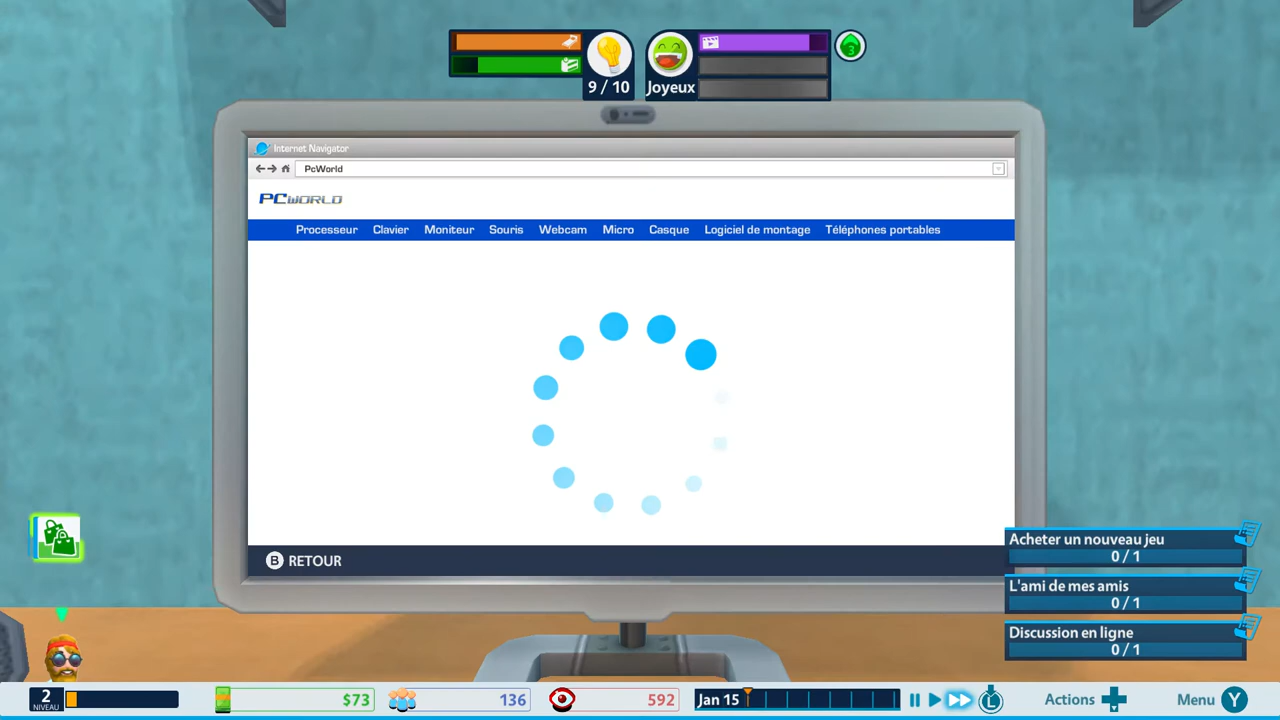 9 / 10
Joyeux
3
Internet Navigator
PcWorld
PCWORLD
Processeur Clavier Moniteur Souris Webcam Micro Casque Logiciel de montage Téléphones portables
B RETOUR
Acheter un nouveau jeu
0 / 1
L'ami de mes amis
0 / 1
Discussion en ligne
0 / 1
2
NIVEAU
$73
136
592
Jan 15
Actions
Menu Y